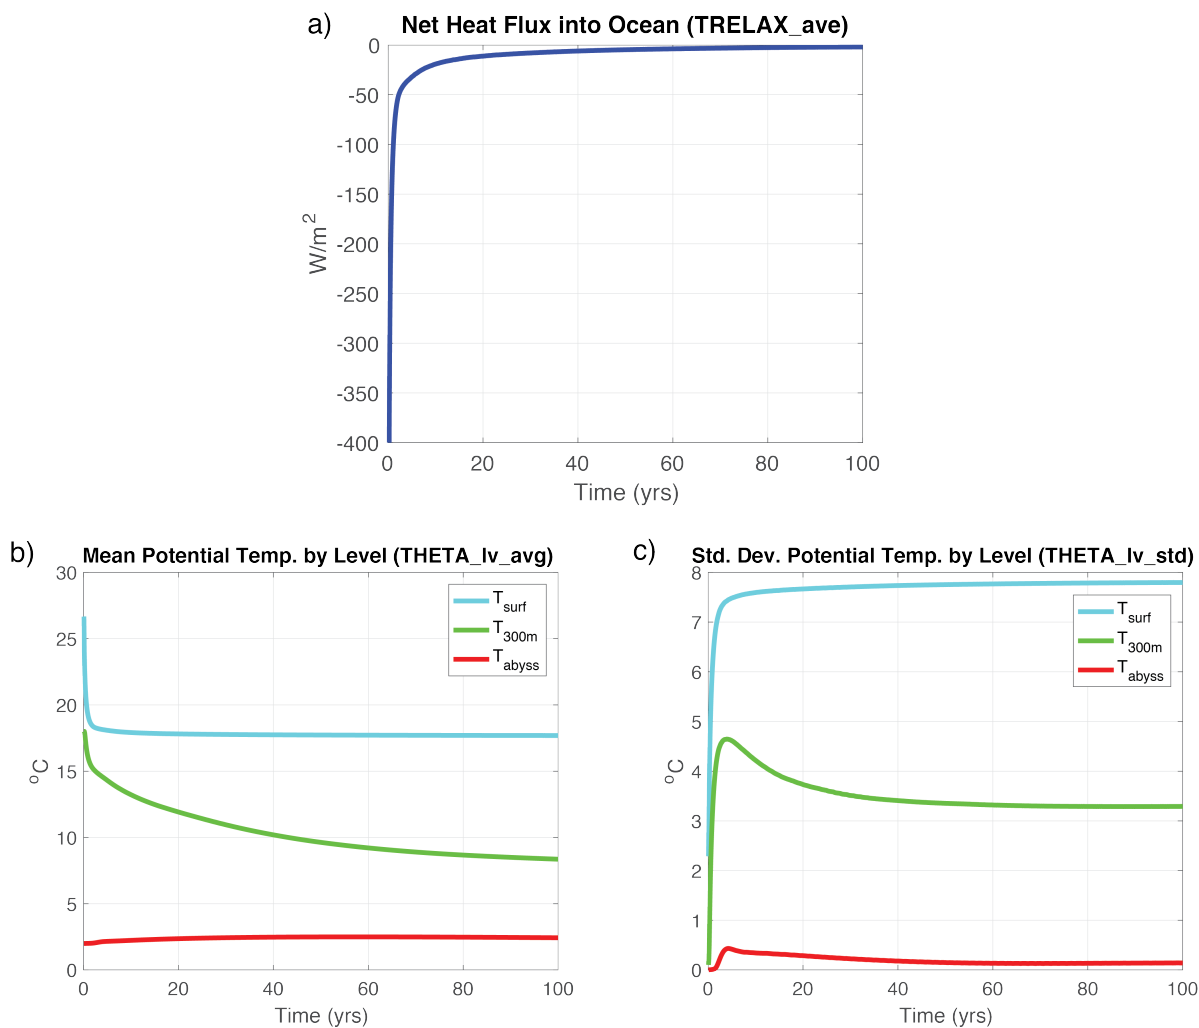 a)
Net Heat Flux into Ocean (TRELAX_ave)
0
-50
-100
-150
-200
-250
-300
-350
-400
W/m2
0 20 40 60 80 100
Time (yrs)
b)
Mean Potential Temp. by Level (THETA_lv_avg)
30
25
20
15
10
5
0
oC
Tsurf
T300m
Tabyss
0 20 40 60 80 100
Time (yrs)
c)
Std. Dev. Potential Temp. by Level (THETA_lv_std)
8
7
6
5
4
3
2
1
0
oC
Tsurf
T300m
Tabyss
0 20 40 60 80 100
Time (yrs)